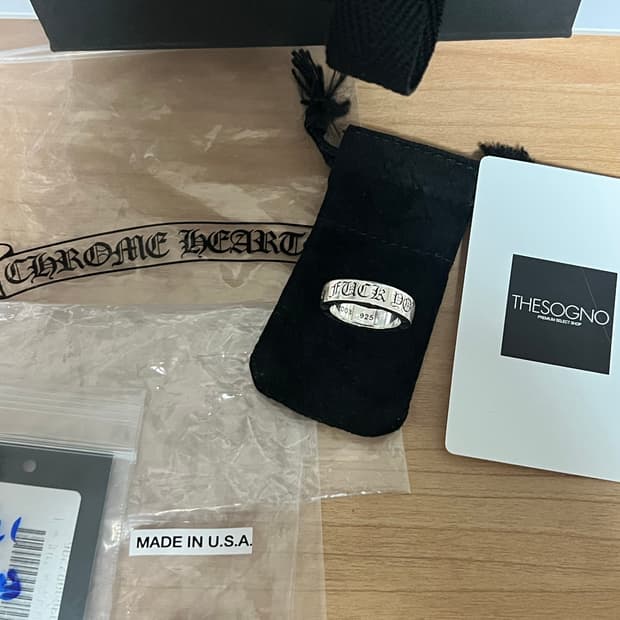 CHROME HEART
FUCK YO
.925
THESOGNO
PREMIUM SELECT SHOP
MADE IN U.S.A.